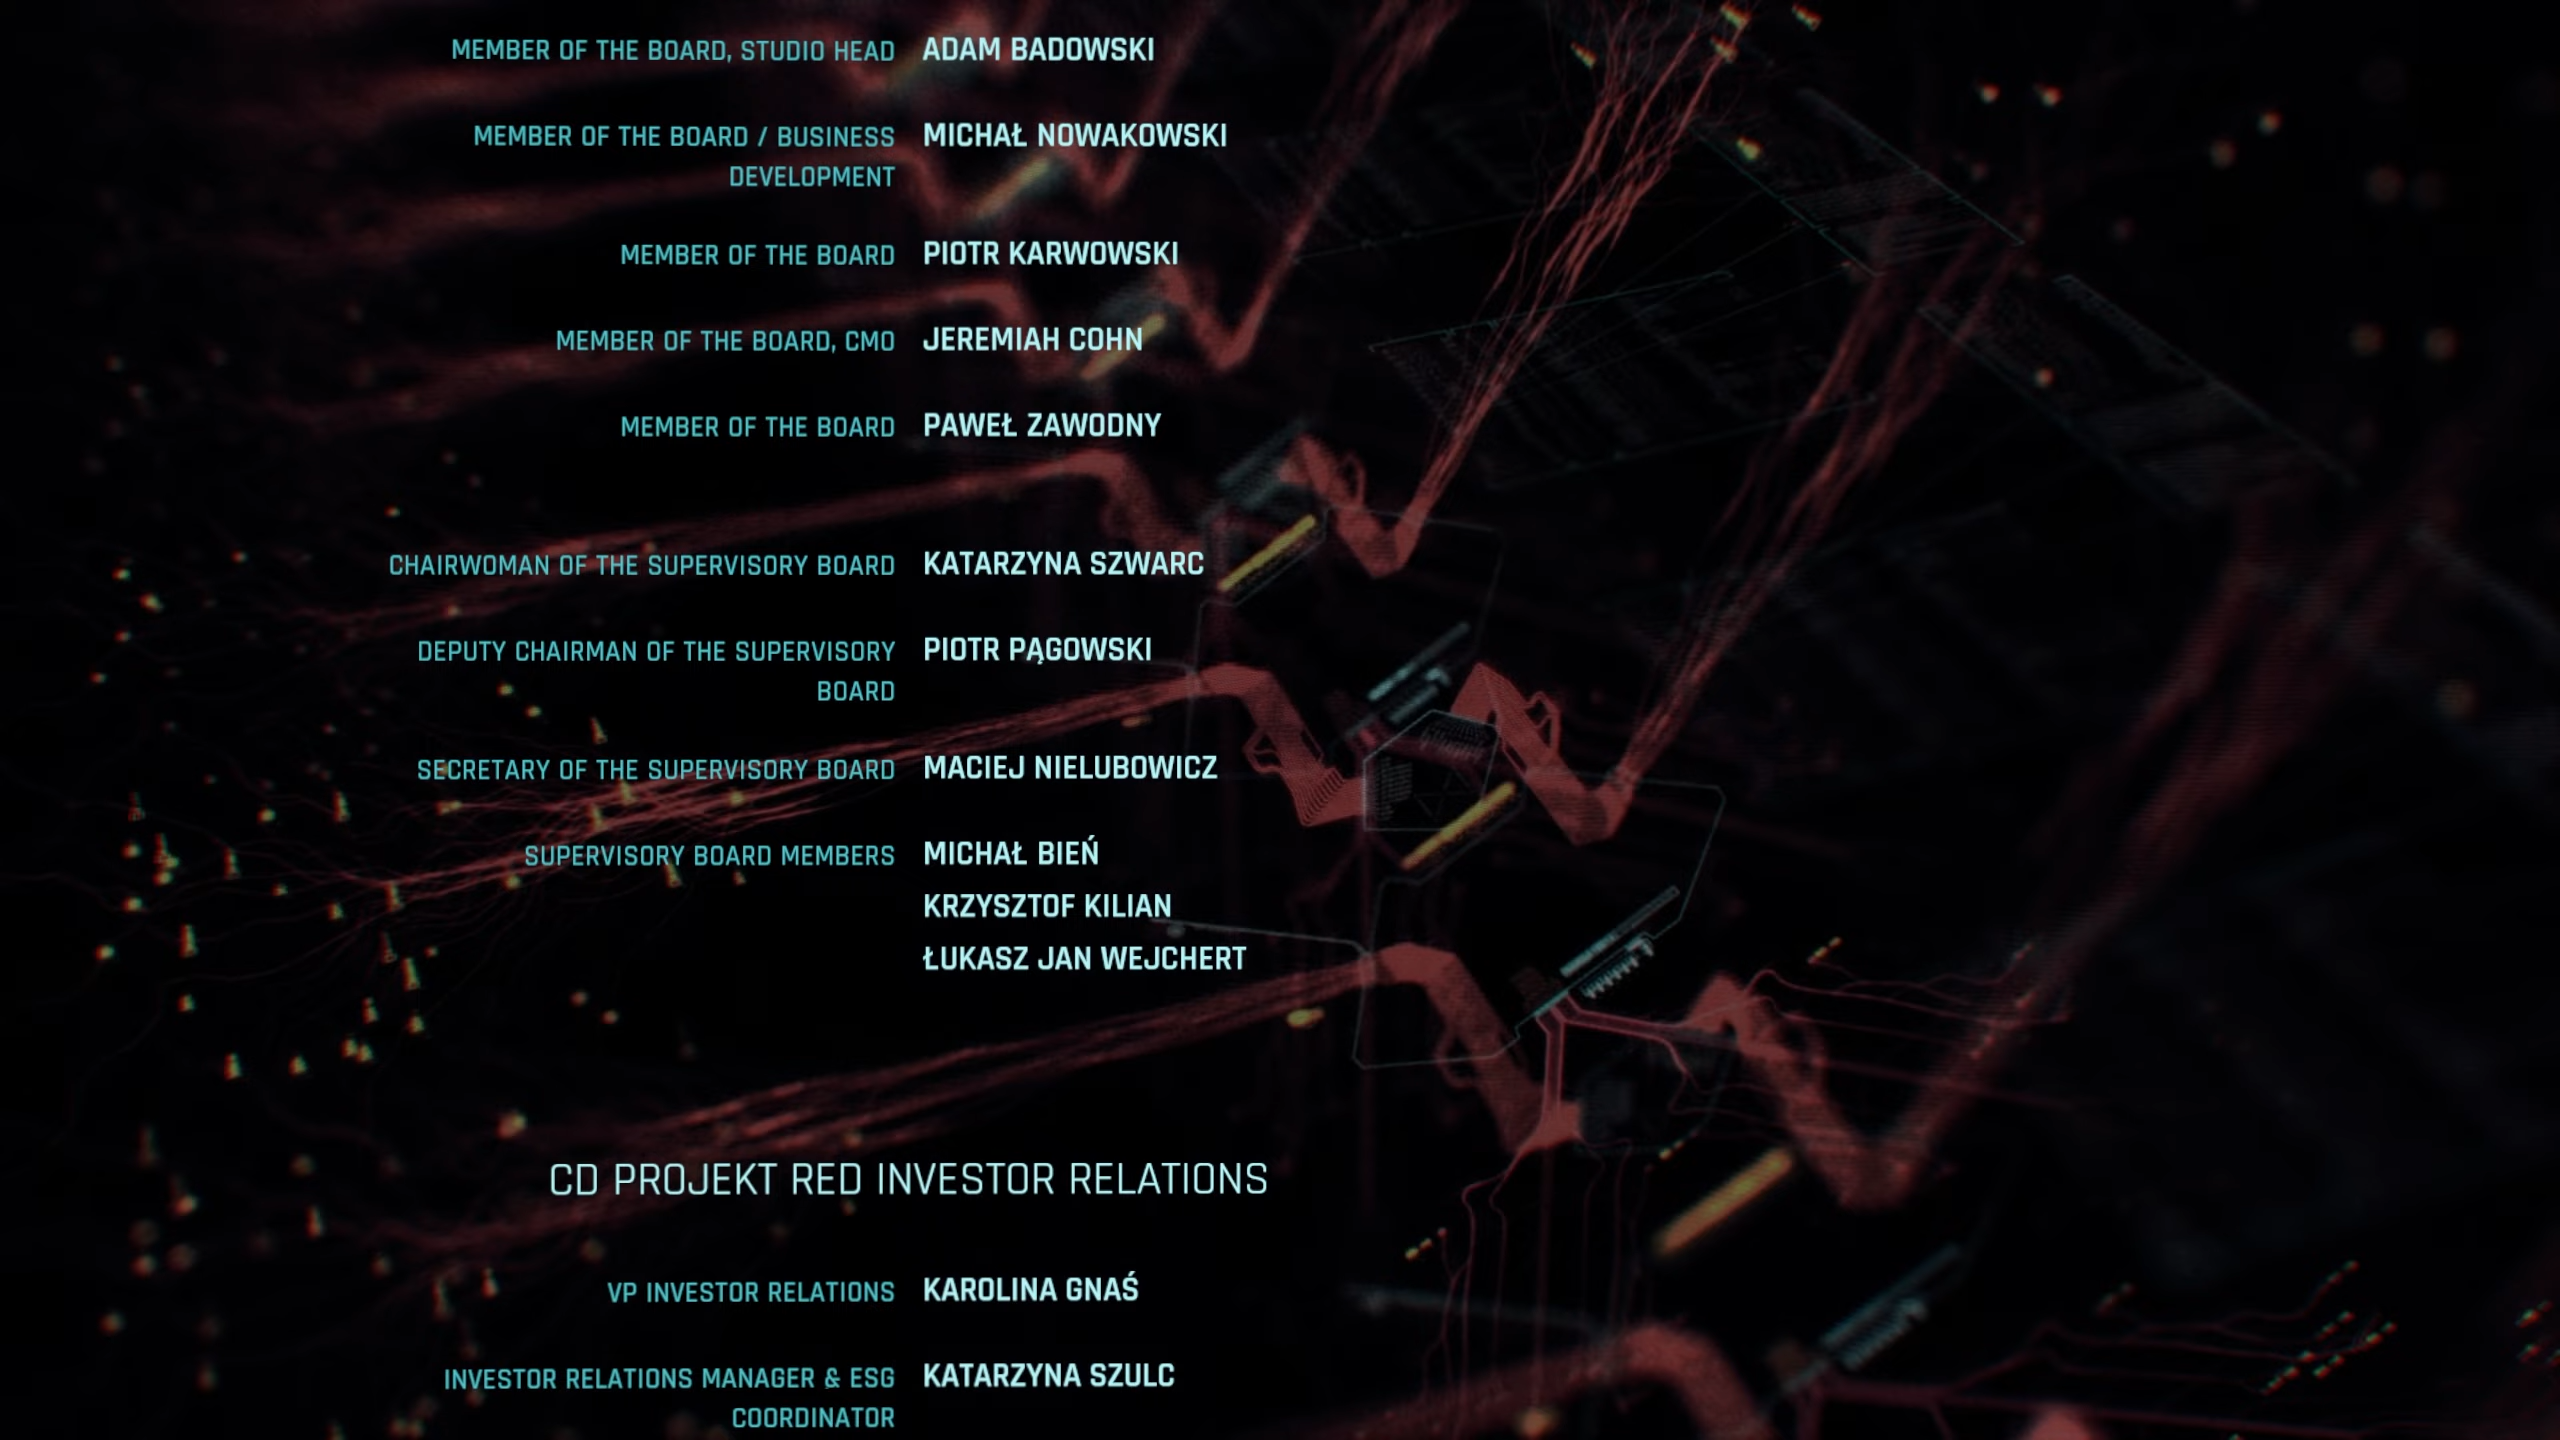 MEMBER OF THE BOARD, STUDIO HEAD ADAM BADOWSKI
MEMBER OF THE BOARD / BUSINESS MICHAŁ NOWAKOWSKI
DEVELOPMENT
MEMBER OF THE BOARD PIOTR KARWOWSKI
MEMBER OF THE BOARD, CMO JEREMIAH COHN
MEMBER OF THE BOARD PAWEŁ ZAWODNY
CHAIRWOMAN OF THE SUPERVISORY BOARD KATARZYNA SZWARC
DEPUTY CHAIRMAN OF THE SUPERVISORY PIOTR PĄGOWSKI
BOARD
SECRETARY OF THE SUPERVISORY BOARD MACIEJ NIELUBOWICZ
SUPERVISORY BOARD MEMBERS MICHAŁ BIEŃ
KRZYSZTOF KILIAN
ŁUKASZ JAN WEJCHERT
CD PROJEKT RED INVESTOR RELATIONS
VP INVESTOR RELATIONS KAROLINA GNAŚ
INVESTOR RELATIONS MANAGER & ESG KATARZYNA SZULC
COORDINATOR